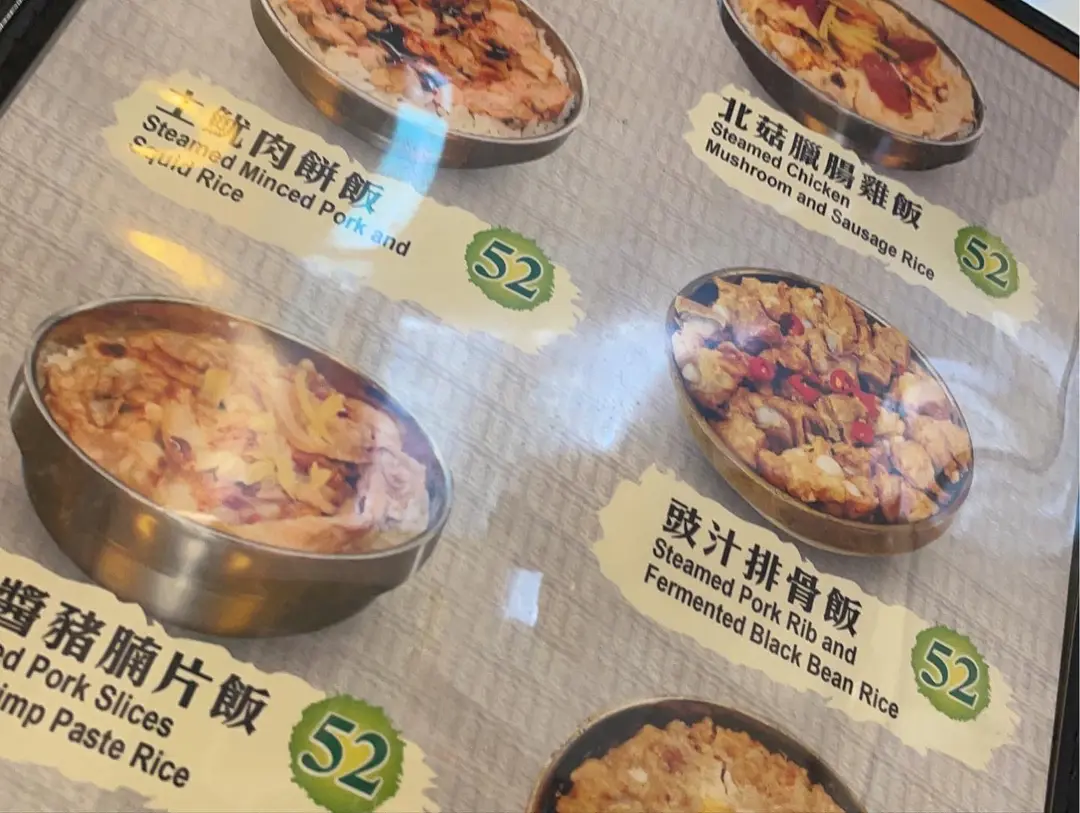 土魷肉餅飯
Steamed Minced Pork and
Squid Rice
52
北菇臘腸雞飯
Steamed Chicken
Mushroom and Sausage Rice
52
豉汁排骨飯
Steamed Pork Rib and
Fermented Black Bean Rice
52
醬豬腩片飯
ed Pork Slices
imp Paste Rice
52